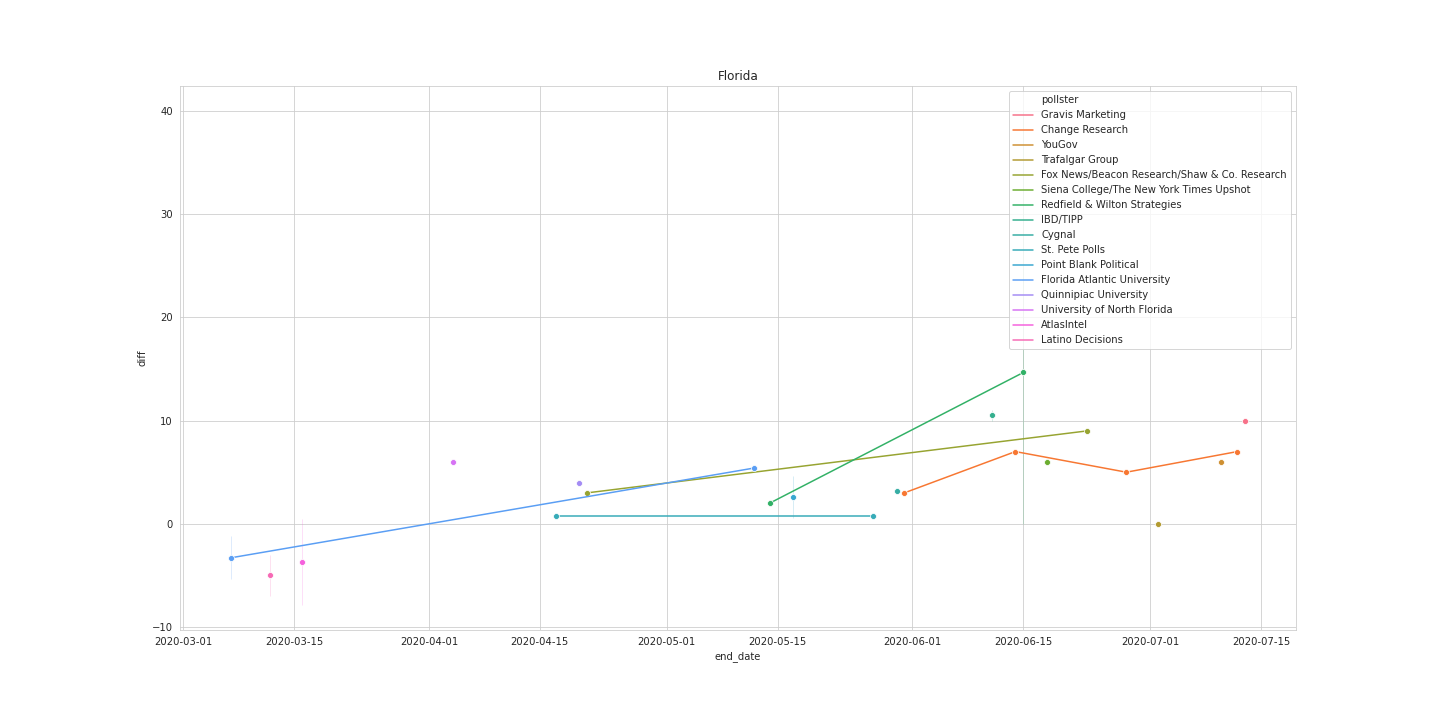 Florida
40
30
20
10
0
−10
diff
pollster
Gravis Marketing
Change Research
YouGov
Trafalgar Group
Fox News/Beacon Research/Shaw & Co. Research
Siena College/The New York Times Upshot
Redfield & Wilton Strategies
IBD/TIPP
Cygnal
St. Pete Polls
Point Blank Political
Florida Atlantic University
Quinnipiac University
University of North Florida
AtlasIntel
Latino Decisions
2020-03-01 2020-03-15 2020-04-01 2020-04-15 2020-05-01 2020-05-15 2020-06-01 2020-06-15 2020-07-01 2020-07-15
end_date